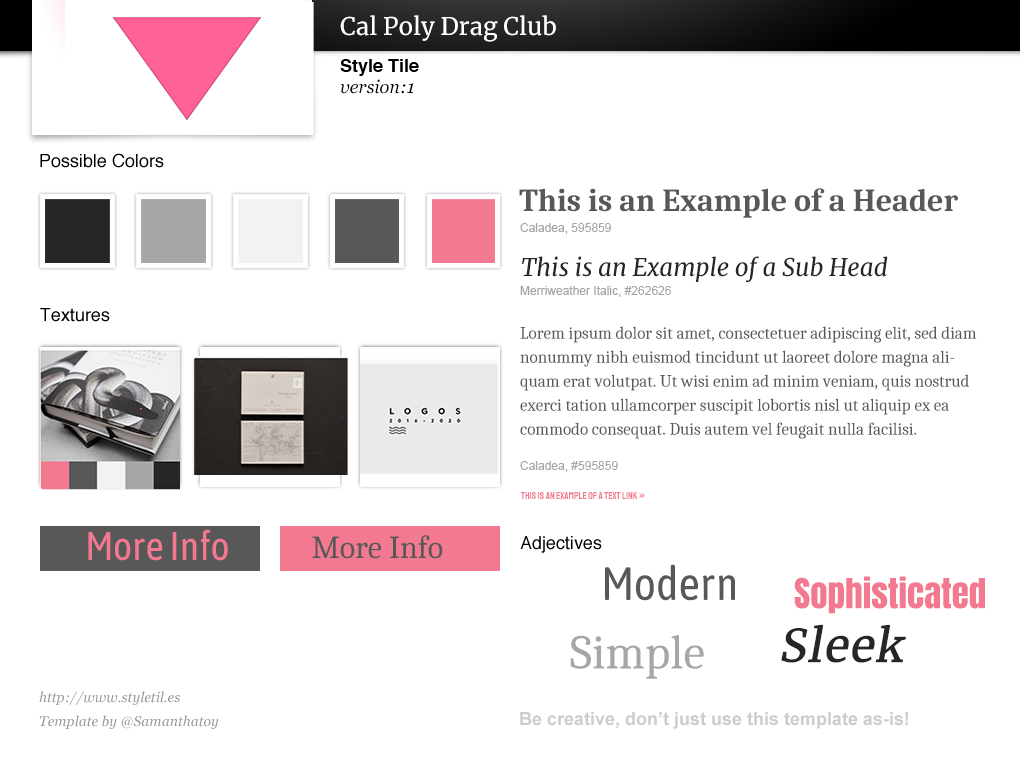 Cal Poly Drag Club
Style Tile
version:1
Possible Colors
Textures
LOGOS
2016-2020
More Info
More Info
http://www.styletil.es
Template by @Samanthatoy
This is an Example of a Header
Caladea, 595859
This is an Example of a Sub Head
Merriweather Italic, #262626
Lorem ipsum dolor sit amet, consectetuer adipiscing elit, sed diam
nonummy nibh euismod tincidunt ut laoreet dolore magna ali-
quam erat volutpat. Ut wisi enim ad minim veniam, quis nostrud
exerci tation ullamcorper suscipit lobortis nisl ut aliquip ex ea
commodo consequat. Duis autem vel feugait nulla facilisi.
Caladea, #595859
THIS IS AN EXAMPLE OF A TEXT LINK »
Adjectives
Modern
Sophisticated
Simple
Sleek
Be creative, don’t just use this template as-is!